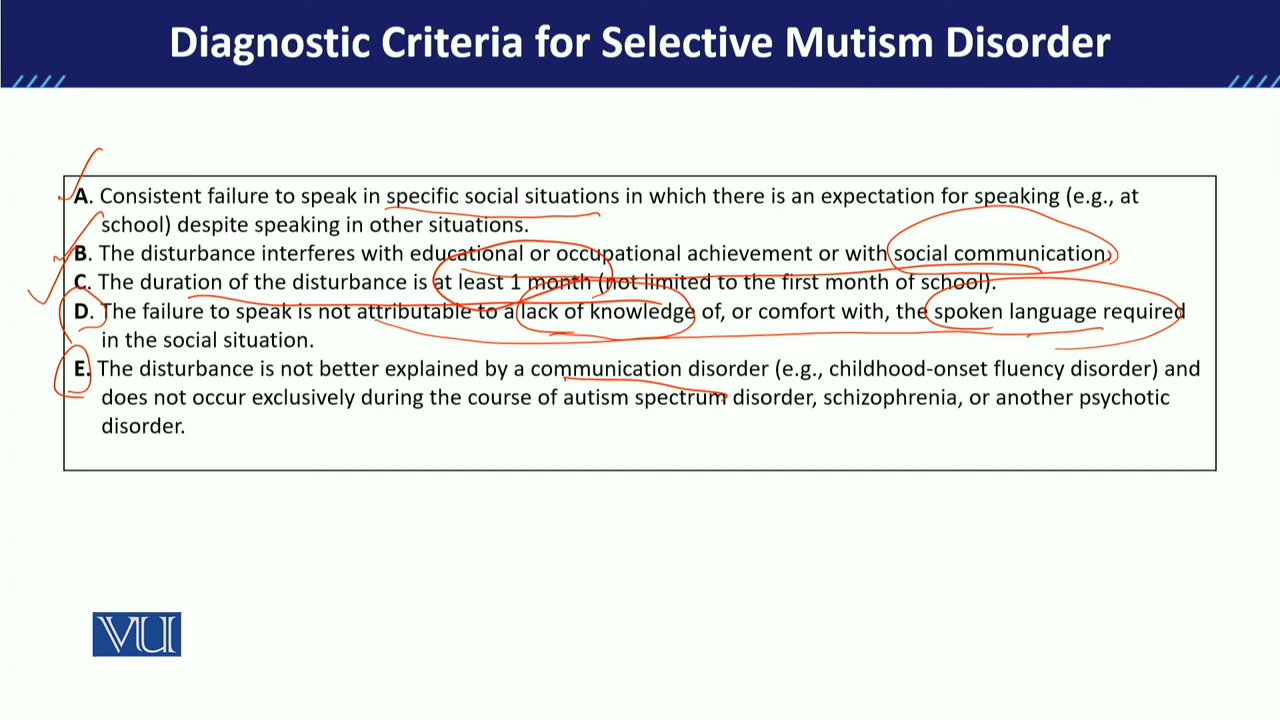 Diagnostic Criteria for Selective Mutism Disorder
A. Consistent failure to speak in specific social situations in which there is an expectation for speaking (e.g., at
school) despite speaking in other situations.
B. The disturbance interferes with educational or occupational achievement or with social communication.
C. The duration of the disturbance is at least 1 month (not limited to the first month of school).
D. The failure to speak is not attributable to a lack of knowledge of, or comfort with, the spoken language required
in the social situation.
E. The disturbance is not better explained by a communication disorder (e.g., childhood-onset fluency disorder) and
does not occur exclusively during the course of autism spectrum disorder, schizophrenia, or another psychotic
disorder.
VU